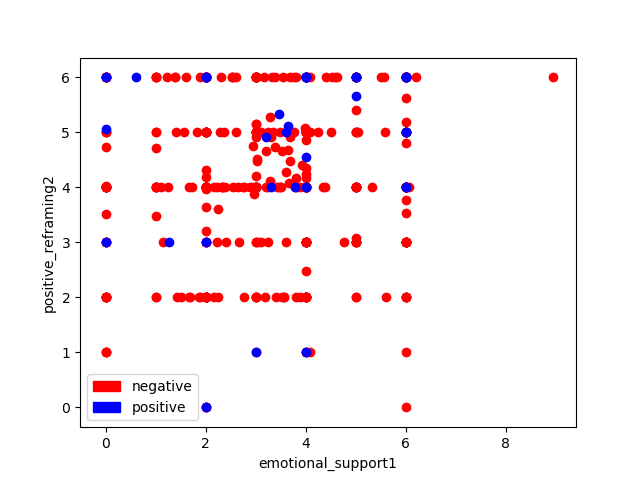 6
5
4
3
2
1
0
positive_reframing2
negative
positive
0 2 4 6 8
emotional_support1